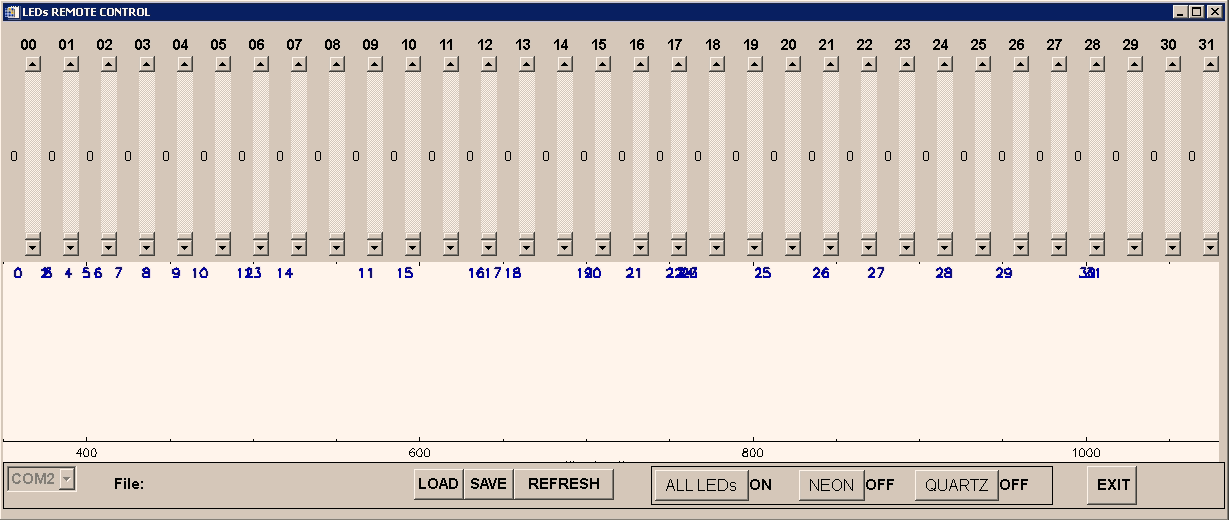 LEDs REMOTE CONTROL
00 01 02 03 04 05 06 07 08 09 10 11 12 13 14 15 16 17 18 19 20 21 22 23 24 25 26 27 28 29 30 31
0 0 0 0 0 0 0 0 0 0 0 0 0 0 0 0 0 0 0 0 0 0 0 0 0 0 0 0 0 0 0 0
0 4 5 6 7 8 9 10 14 11 15 16 17 18 19 20 21 25 26 27 28 29 31
400 600 800 1000
COM2 File: LOAD SAVE REFRESH ALL LEDs ON NEON OFF QUARTZ OFF EXIT